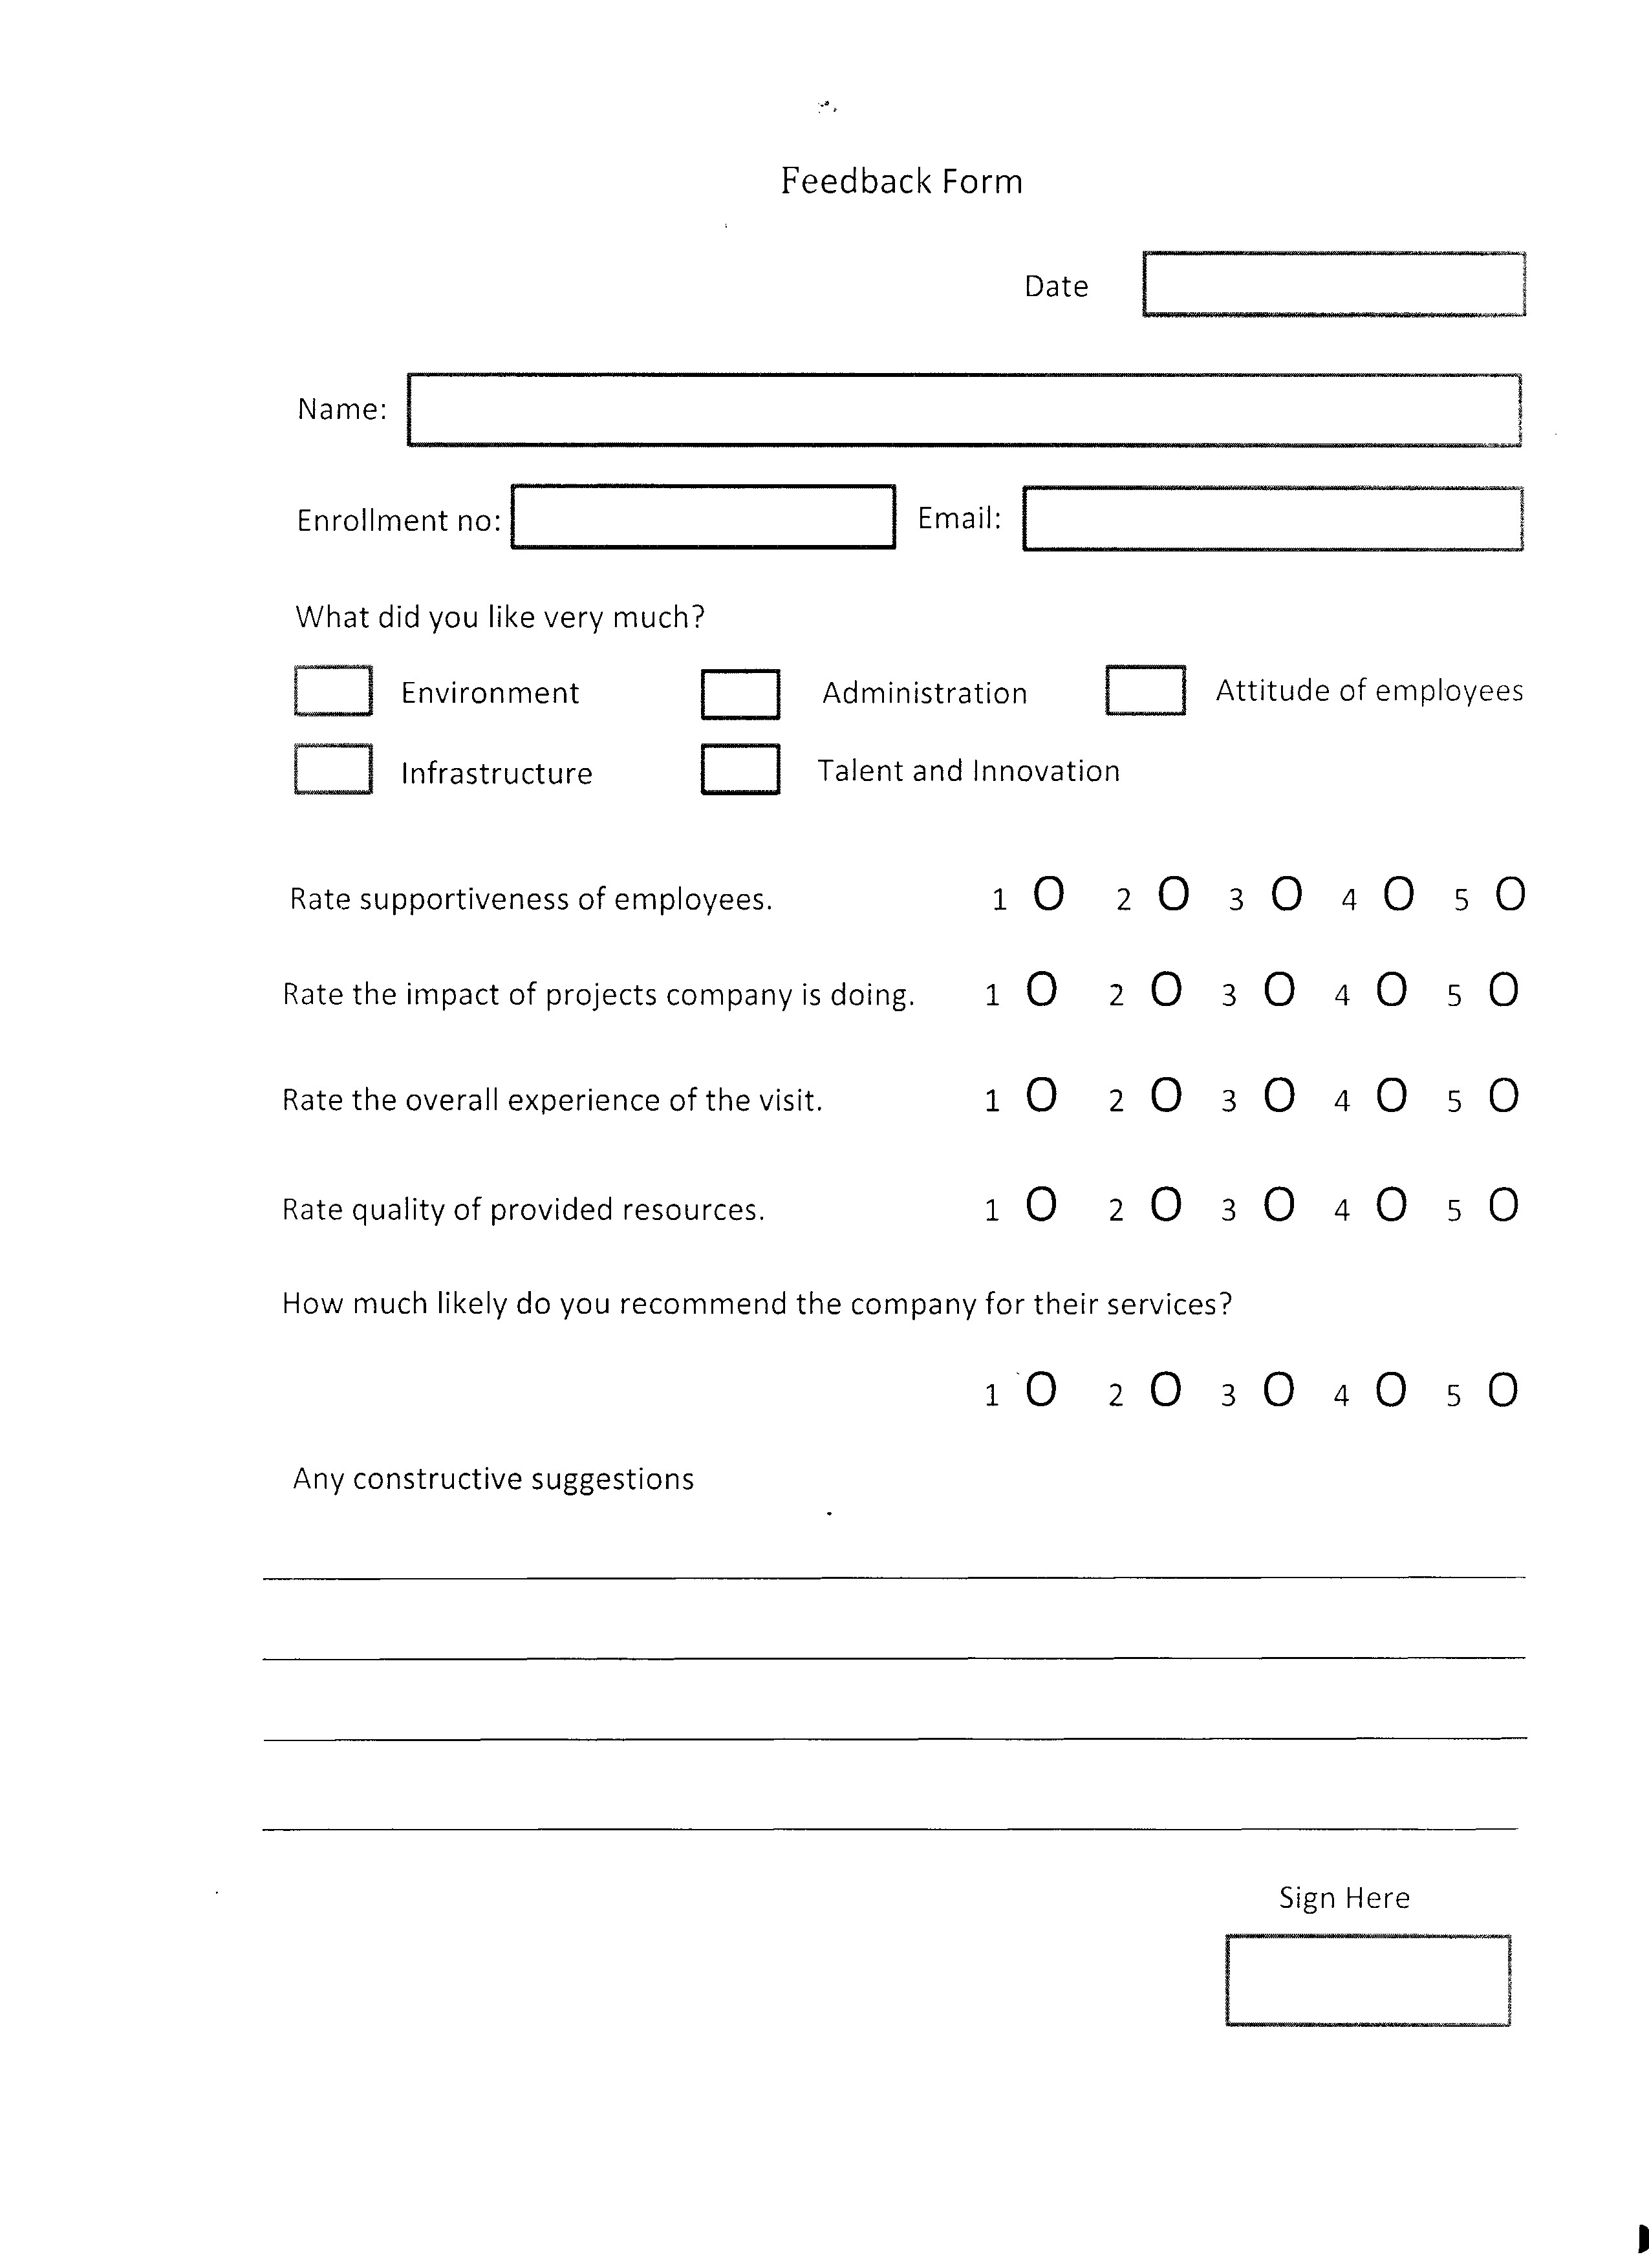 Feedback Form
Date
Name:
Enrollment no: Email:
What did you like very much?
Environment Administration Attitude of employees
Infrastructure Talent and Innovation
Rate supportiveness of employees. 1 O 2 O 3 O 4 O 5 O
Rate the impact of projects company is doing. 1 O 2 O 3 O 4 O 5 O
Rate the overall experience of the visit. 1 O 2 O 3 O 4 O 5 O
Rate quality of provided resources. 1 O 2 O 3 O 4 O 5 O
How much likely do you recommend the company for their services?
1 O 2 O 3 O 4 O 5 O
Any constructive suggestions
Sign Here